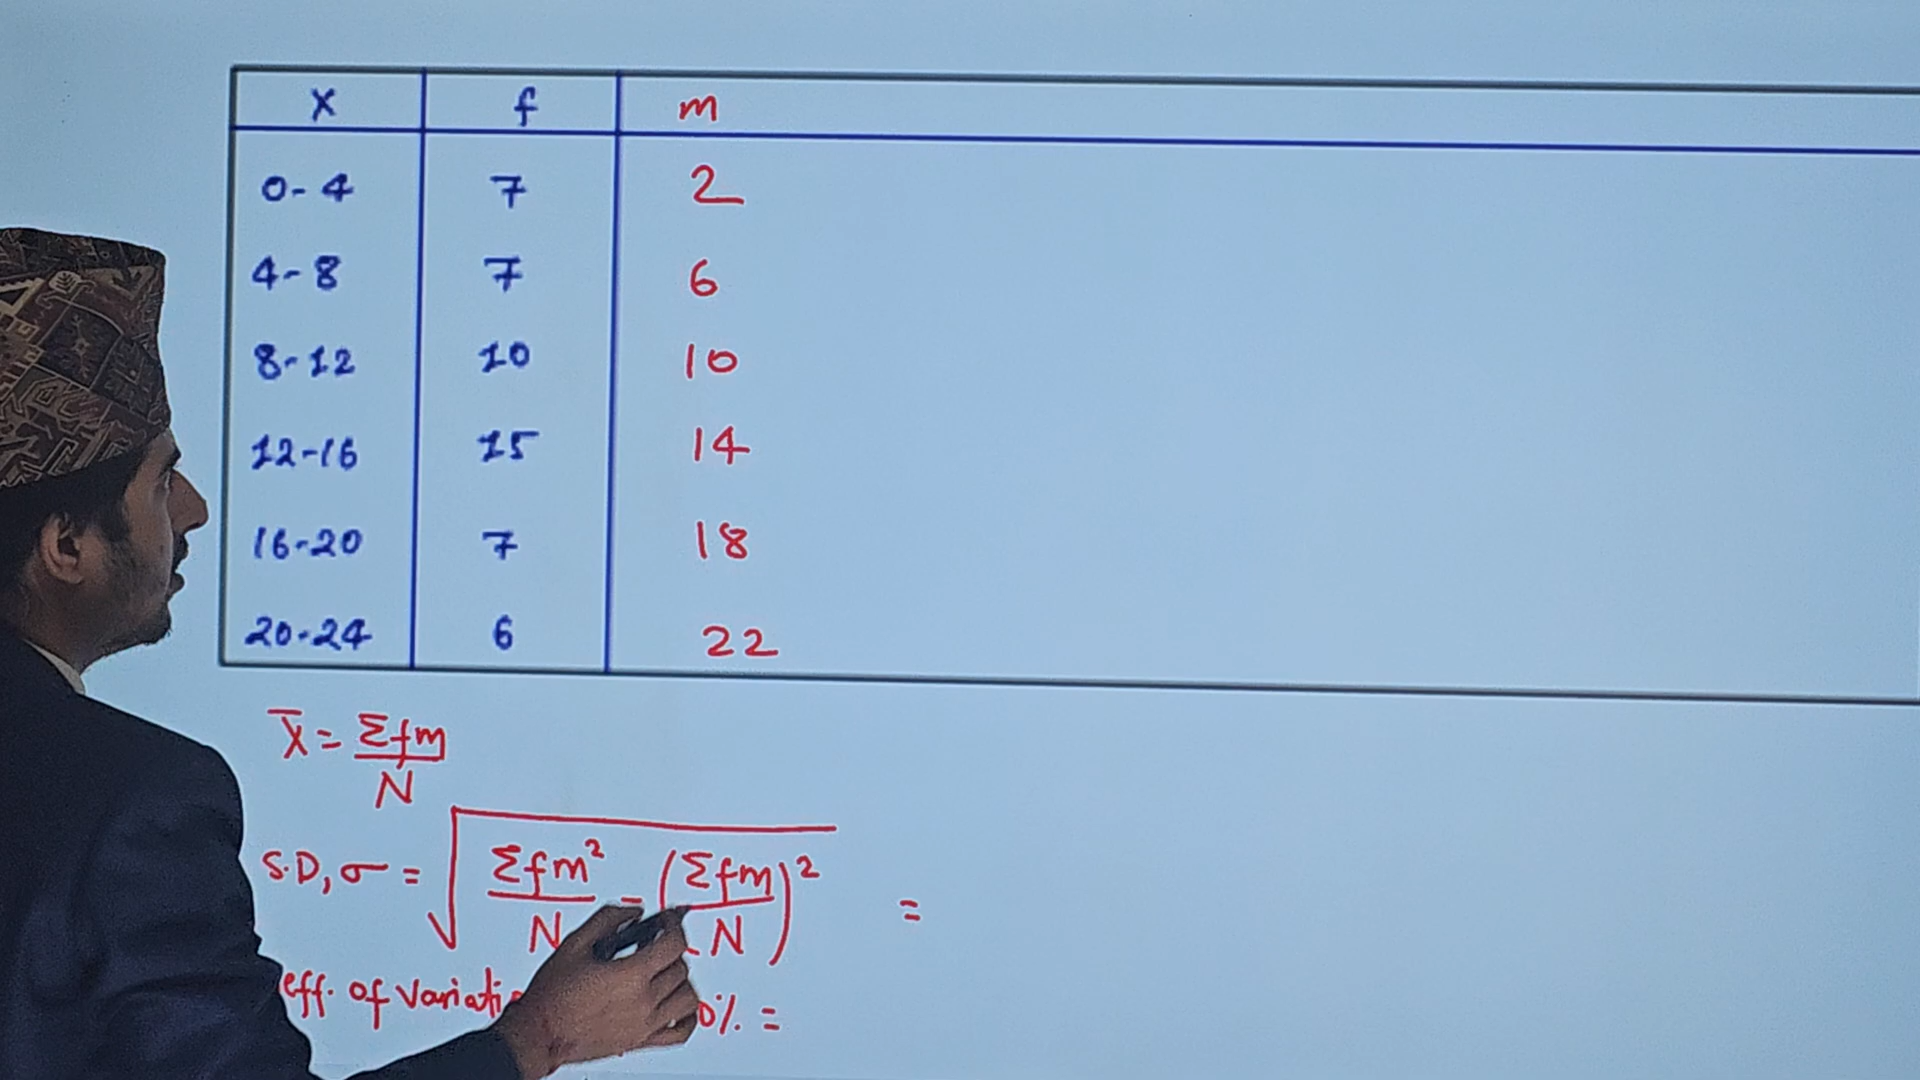 X f m
0-4 7 2
4-8 7 6
8-12 10 10
12-16 15 14
16-20 7 18
20-24 6 22
X̄ = Σfm/N
S.D, σ = √(Σfm²/N - (Σfm/N)²) =
eff. of variati 0% =